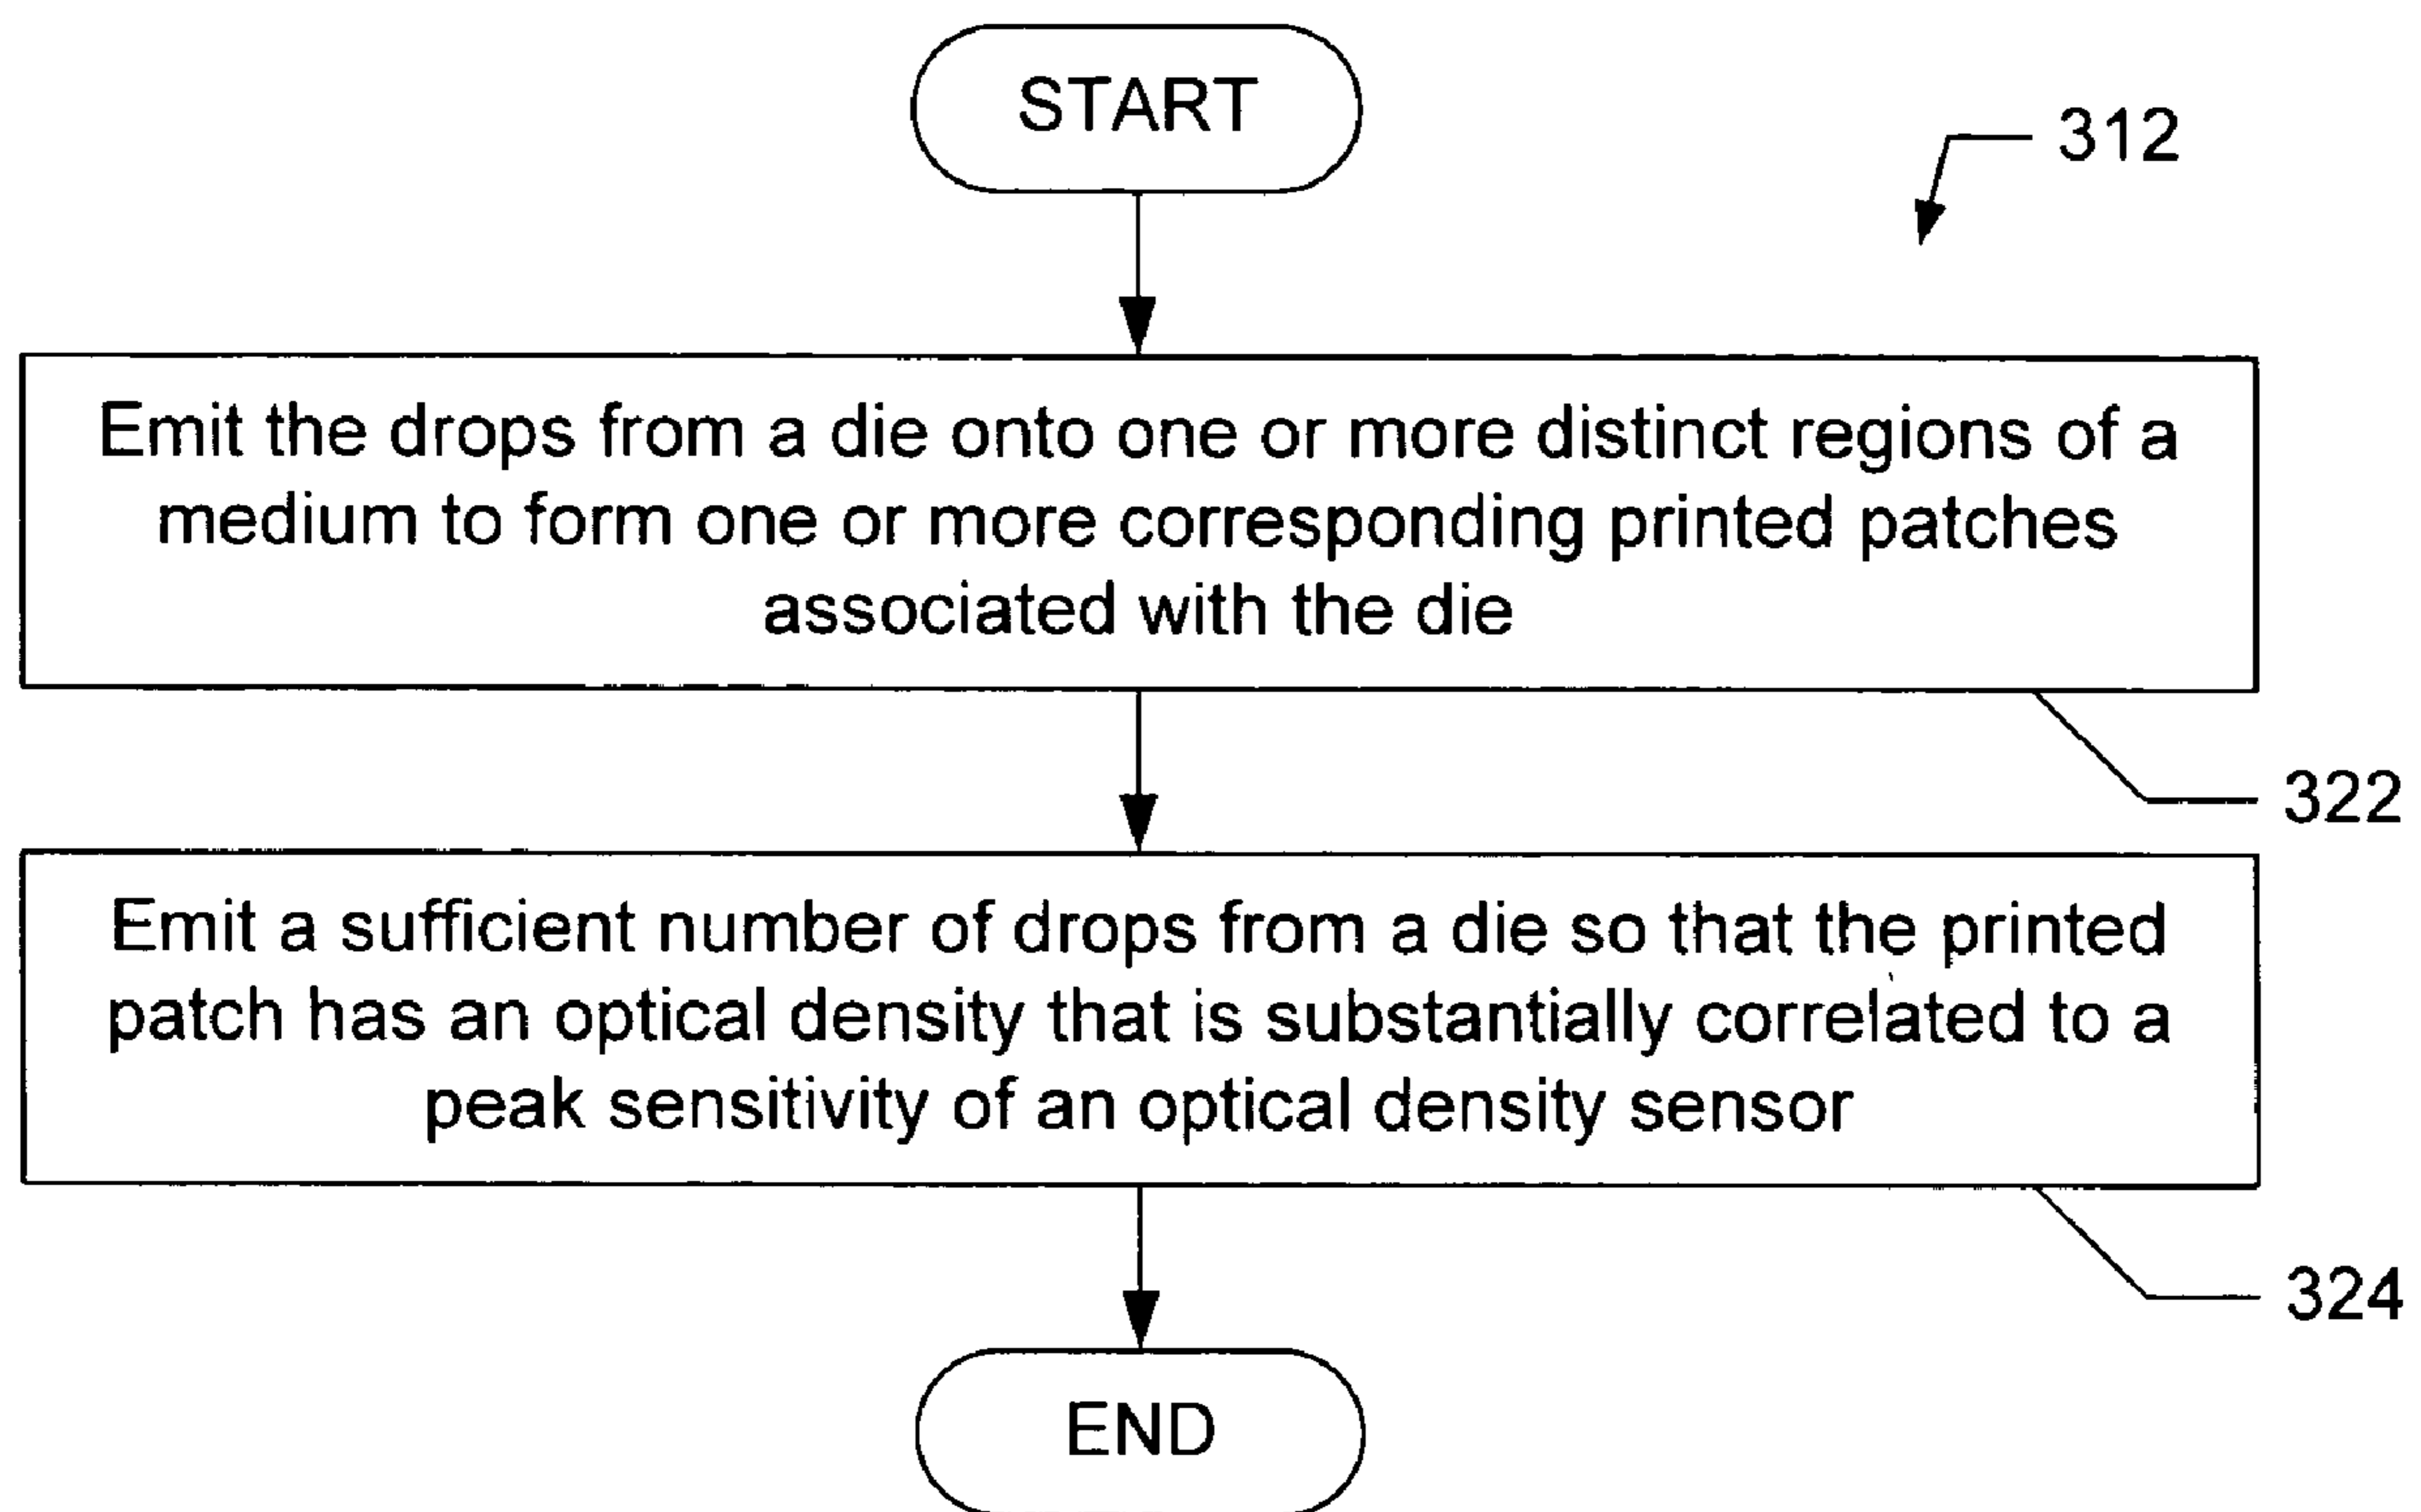 START
312
Emit the drops from a die onto one or more distinct regions of a
medium to form one or more corresponding printed patches
associated with the die
322
Emit a sufficient number of drops from a die so that the printed
patch has an optical density that is substantially correlated to a
peak sensitivity of an optical density sensor
324
END